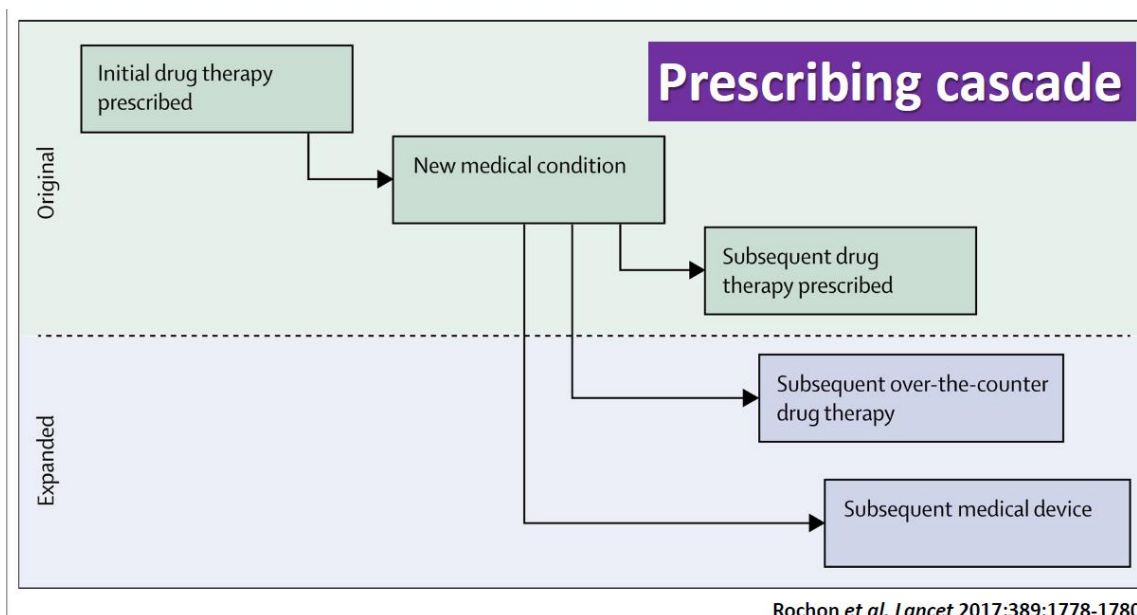 Prescribing cascade
Initial drug therapy
prescribed
New medical condition
Subsequent drug
therapy prescribed
Original
Subsequent over-the-counter
drug therapy
Subsequent medical device
Expanded
Rochon et al. Lancet 2017;389:1778-1780